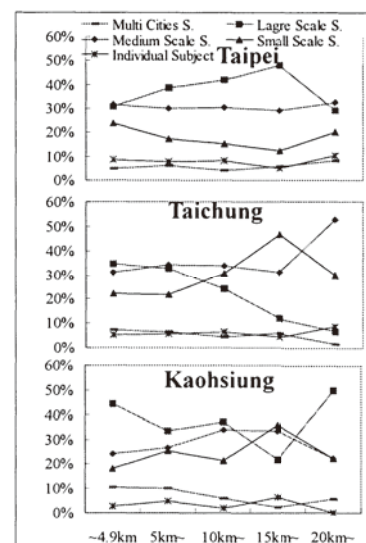 60% Multi Cities S. Lagre Scale S.
50% Medium Scale S. Small Scale S.
Individual Subject Taipei
40%
30%
20%
10%
0%
60%
50% Taichung
40%
30%
20%
10%
0%
60%
50% Kaohsiung
40%
30%
20%
10%
0%
~4.9km 5km~ 10km~ 15km~ 20km~